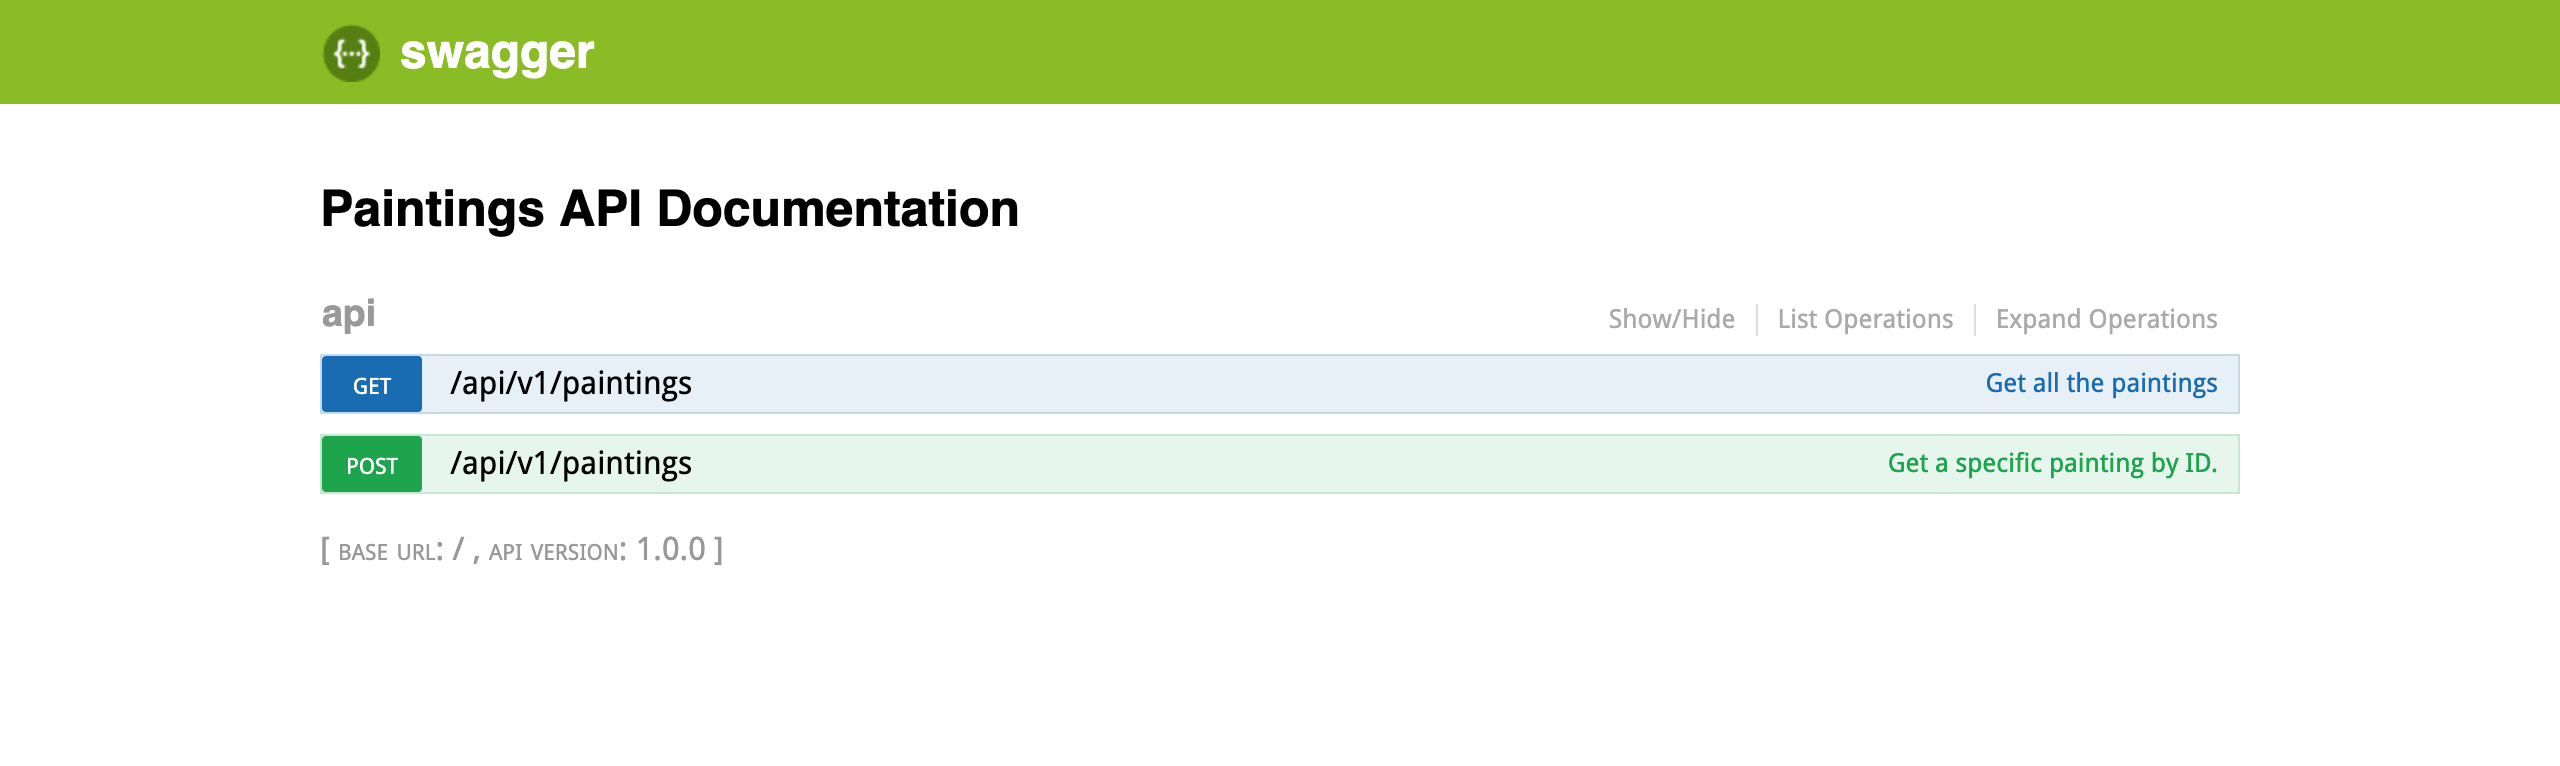 {···} swagger
Paintings API Documentation
api
Show/Hide | List Operations | Expand Operations
GET /api/v1/paintings Get all the paintings
POST /api/v1/paintings Get a specific painting by ID.
[ BASE URL: / , API VERSION: 1.0.0 ]